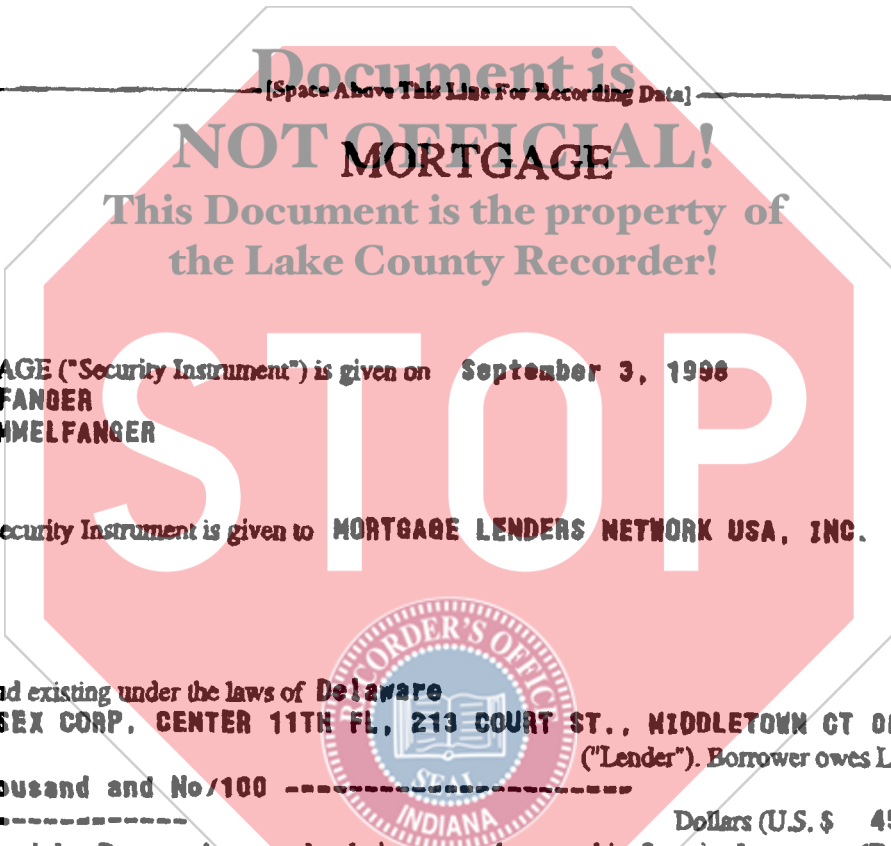 Document is
[Space Above This Line For Recording Data]
NOT OFFICIAL!
MORTGAGE
This Document is the property of
the Lake County Recorder!
STOP
AGE ("Security Instrument") is given on September 3, 1998
FANGER
MMELFANGER
ecurity Instrument is given to MORTGAGE LENDERS NETWORK USA, INC.
RECORDER'S OFFICE
nd existing under the laws of Delaware
SEX CORP. CENTER 11TH FL, 213 COURT ST., MIDDLETOWN CT
("Lender"). Borrower owes L
ousand and No/100
SEAL
INDIANA
Dollars (U.S. $ 45